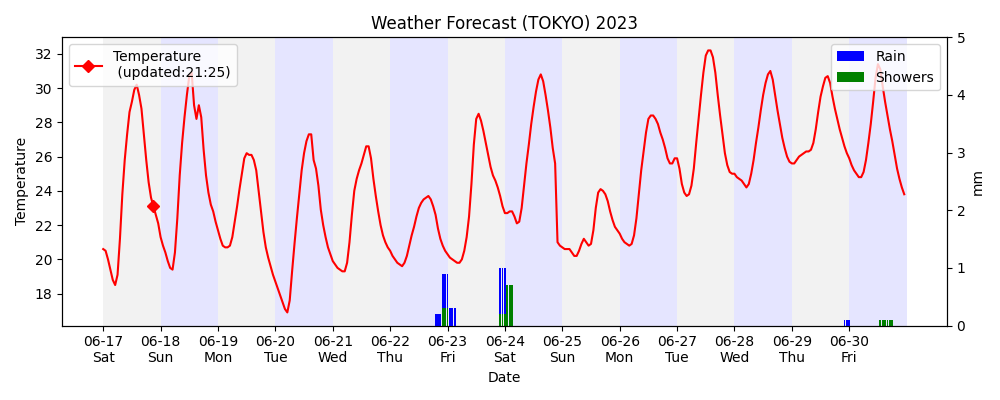 Weather Forecast (TOKYO) 2023
Temperature
(updated:21:25)
Rain
Showers
Temperature
32
30
28
26
24
22
20
18
5
4
3
2
1
0
mm
06-17 06-18 06-19 06-20 06-21 06-22 06-23 06-24 06-25 06-26 06-27 06-28 06-29 06-30
Sat Sun Mon Tue Wed Thu Fri Sat Sun Mon Tue Wed Thu Fri
Date